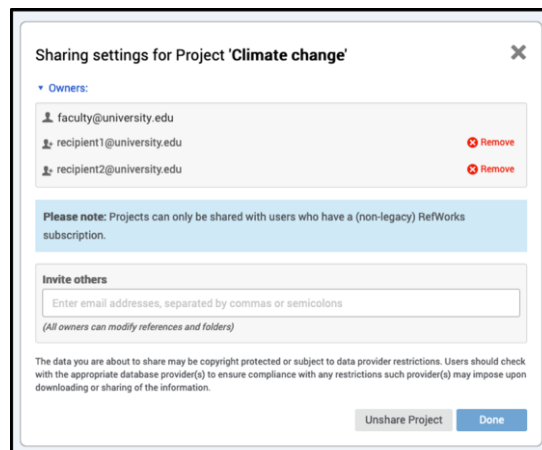 Sharing settings for Project 'Climate change'
Owners:
faculty@university.edu
recipient1@university.edu
Remove
recipient2@university.edu
Remove
Please note: Projects can only be shared with users who have a (non-legacy) RefWorks
subscription.
Invite others
Enter email addresses, separated by commas or semicolons
(All owners can modify references and folders)
The data you are about to share may be copyright protected or subject to data provider restrictions. Users should check
with the appropriate database provider(s) to ensure compliance with any restrictions such provider(s) may impose upon
downloading or sharing of the information.
Unshare Project
Done